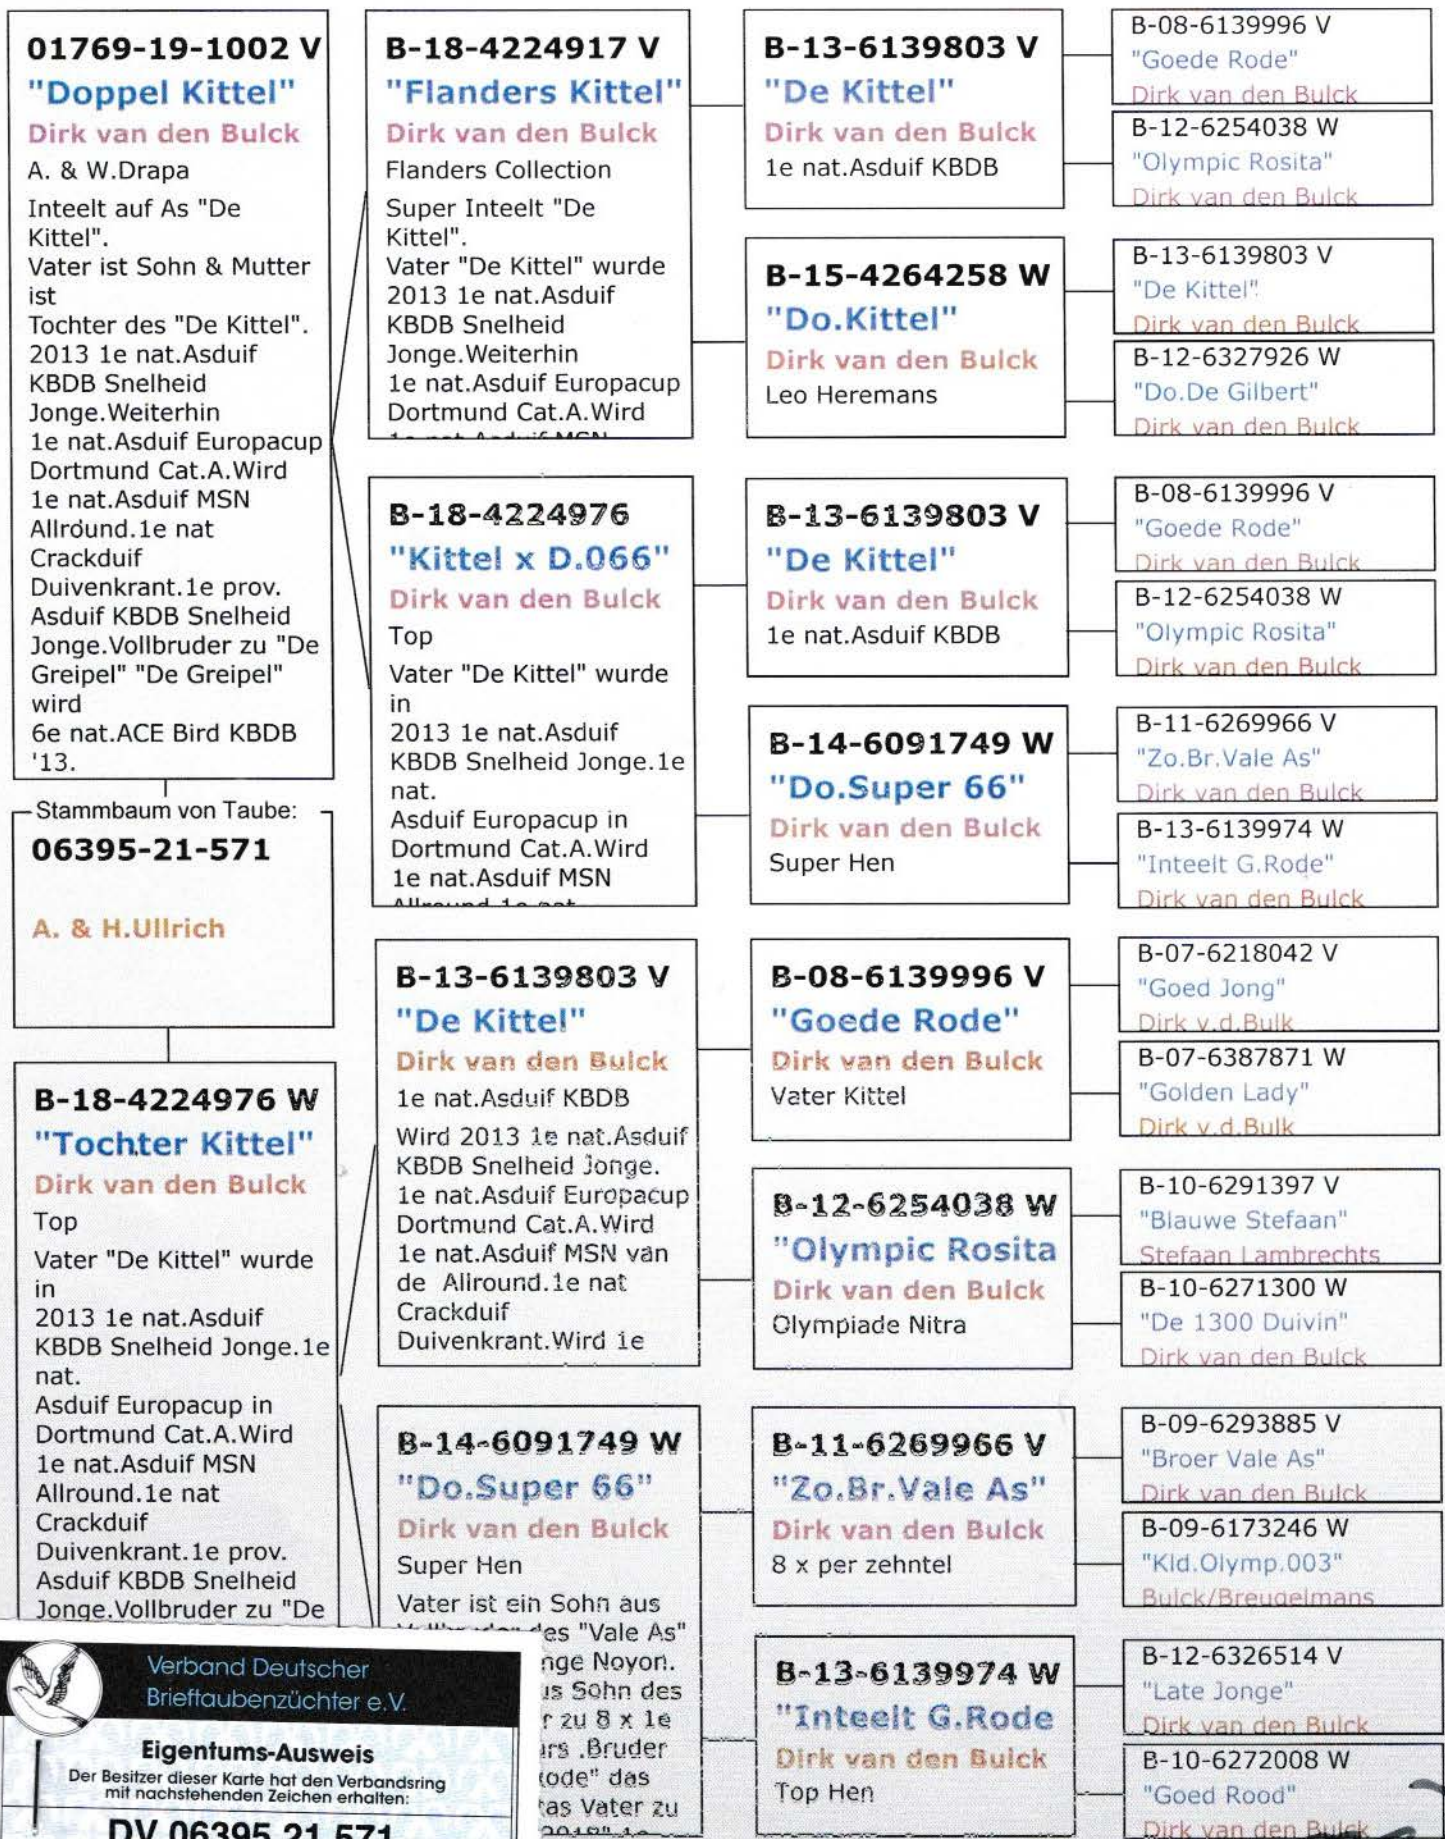 01769-19-1002 V
"Doppel Kittel"
Dirk van den Bulck
A. & W.Drapa
Inteelt auf As "De
Kittel".
Vater ist Sohn & Mutter
ist
Tochter des "De Kittel".
2013 1e nat.Asduif
KBDB Snelheid
Jonge.Weiterhin
1e nat.Asduif Europacup
Dortmund Cat.A.Wird
1e nat.Asduif MSN
Allround.1e nat
Crackduif
Duivenkrant.1e prov.
Asduif KBDB Snelheid
Jonge.Vollbruder zu "De
Greipel" "De Greipel"
wird
6e nat.ACE Bird KBDB
'13.
Stammbaum von Taube:
06395-21-571
A. & H.Ullrich
B-18-4224976 W
"Tochter Kittel"
Dirk van den Bulck
Top
Vater "De Kittel" wurde
in
2013 1e nat.Asduif
KBDB Snelheid Jonge.1e
nat.
Asduif Europacup in
Dortmund Cat.A.Wird
1e nat.Asduif MSN
Allround.1e nat
Crackduif
Duivenkrant.1e prov.
Asduif KBDB Snelheid
Jonge.Vollbruder zu "De
Verband Deutscher
Brieftaubenzüchter e.V.
Eigentums-Ausweis
Der Besitzer dieser Karte hat den Verbandsring
mit nachstehenden Zeichen erhalten:
DV 06395 21 571
B-18-4224917 V
"Flanders Kittel"
Dirk van den Bulck
Flanders Collection
Super Inteelt "De
Kittel".
Vater "De Kittel" wurde
2013 1e nat.Asduif
KBDB Snelheid
Jonge.Weiterhin
1e nat.Asduif Europacup
Dortmund Cat.A.Wird
1e nat.Asduif MSN
B-18-4224976
"Kittel x D.066"
Dirk van den Bulck
Top
Vater "De Kittel" wurde
in
2013 1e nat.Asduif
KBDB Snelheid Jonge.1e
nat.
Asduif Europacup in
Dortmund Cat.A.Wird
1e nat.Asduif MSN
Allround.1e nat
B-13-6139803 V
"De Kittel"
Dirk van den Bulck
1e nat.Asduif KBDB
Wird 2013 1e nat.Asduif
KBDB Snelheid Jonge.
1e nat.Asduif Europacup
Dortmund Cat.A.Wird
1e nat.Asduif MSN van
de Allround.1e nat
Crackduif
Duivenkrant.Wird 1e
B-14-6091749 W
"Do.Super 66"
Dirk van den Bulck
Super Hen
Vater ist ein Sohn aus
des "Vale As"
Noyon.
Sohn des
zu 8 x 1e
.Bruder
das
Vater zu
B-13-6139803 V
"De Kittel"
Dirk van den Bulck
1e nat.Asduif KBDB
B-15-4264258 W
"Do.Kittel"
Dirk van den Bulck
Leo Heremans
B-13-6139803 V
"De Kittel"
Dirk van den Bulck
1e nat.Asduif KBDB
B-14-6091749 W
"Do.Super 66"
Dirk van den Bulck
Super Hen
B-08-6139996 V
"Goede Rode"
Dirk van den Bulck
Vater Kittel
B-12-6254038 W
"Olympic Rosita
Dirk van den Bulck
Olympiade Nitra
B-11-6269966 V
"Zo.Br.Vale As"
Dirk van den Bulck
8 x per zehntel
B-13-6139974 W
"Inteelt G.Rode
Dirk van den Bulck
Top Hen
B-08-6139996 V
"Goede Rode"
Dirk van den Bulck
B-12-6254038 W
"Olympic Rosita"
Dirk van den Bulck
B-13-6139803 V
"De Kittel"
Dirk van den Bulck
B-12-6327926 W
"Do.De Gilbert"
Dirk van den Bulck
B-08-6139996 V
"Goede Rode"
Dirk van den Bulck
B-12-6254038 W
"Olympic Rosita"
Dirk van den Bulck
B-11-6269966 V
"Zo.Br.Vale As"
Dirk van den Bulck
B-13-6139974 W
"Inteelt G.Rode"
Dirk van den Bulck
B-07-6218042 V
"Goed Jong"
Dirk v.d.Bulk
B-07-6387871 W
"Golden Lady"
Dirk v.d.Bulk
B-10-6291397 V
"Blauwe Stefaan"
Stefaan Lambrechts
B-10-6271300 W
"De 1300 Duivin"
Dirk van den Bulck
B-09-6293885 V
"Broer Vale As"
Dirk van den Bulck
B-09-6173246 W
"Kld.Olymp.003"
Bulck/Breugelmans
B-12-6326514 V
"Late Jonge"
Dirk van den Bulck
B-10-6272008 W
"Goed Rood"
Dirk van den Bulck